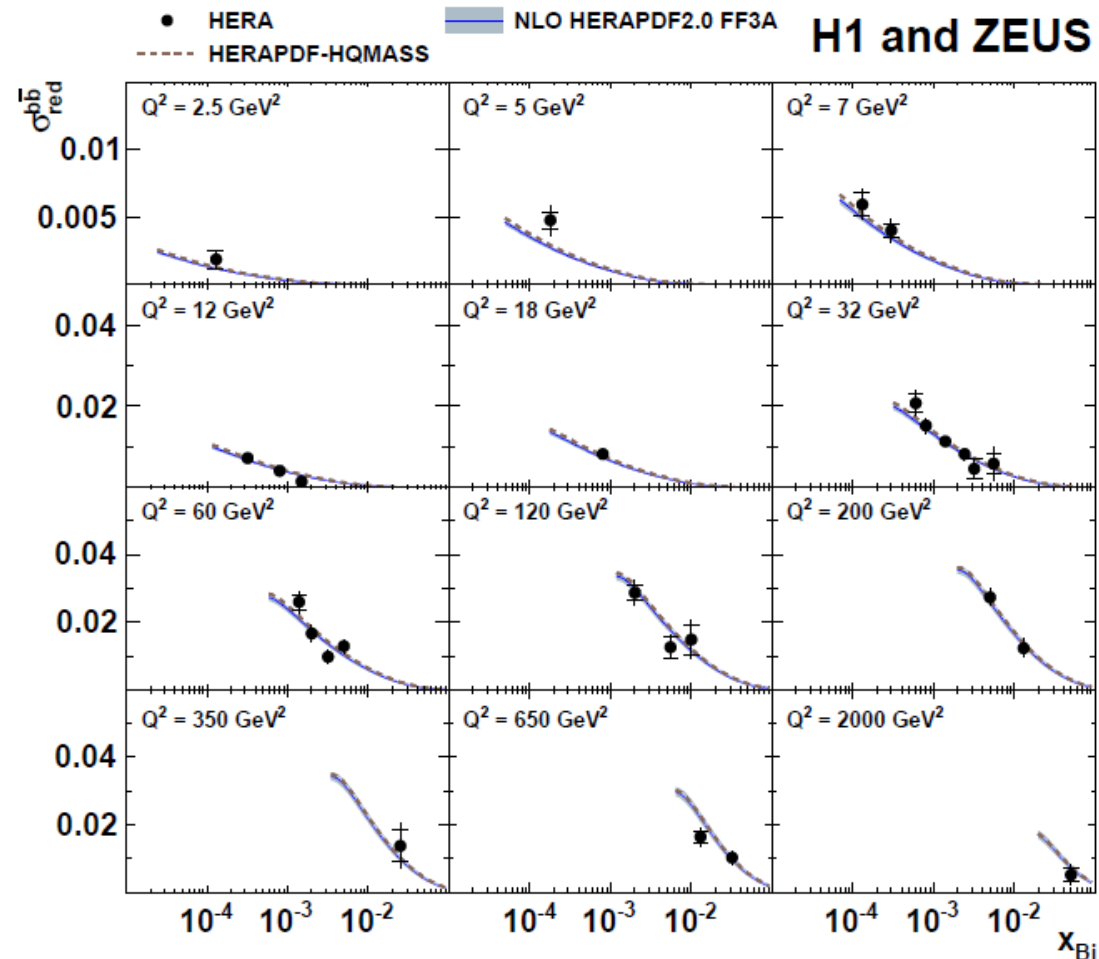 HERA
NLO HERAPDF2.0 FF3A
H1 and ZEUS
HERAPDF-HQMASS
σ_red^{bb̄}
Q² = 2.5 GeV²
Q² = 5 GeV²
Q² = 7 GeV²
0.01
0.005
Q² = 12 GeV²
Q² = 18 GeV²
Q² = 32 GeV²
0.04
0.02
Q² = 60 GeV²
Q² = 120 GeV²
Q² = 200 GeV²
0.04
0.02
Q² = 350 GeV²
Q² = 650 GeV²
Q² = 2000 GeV²
0.04
0.02
10⁻⁴ 10⁻³ 10⁻² 10⁻⁴ 10⁻³ 10⁻² 10⁻⁴ 10⁻³ 10⁻²
x_Bj